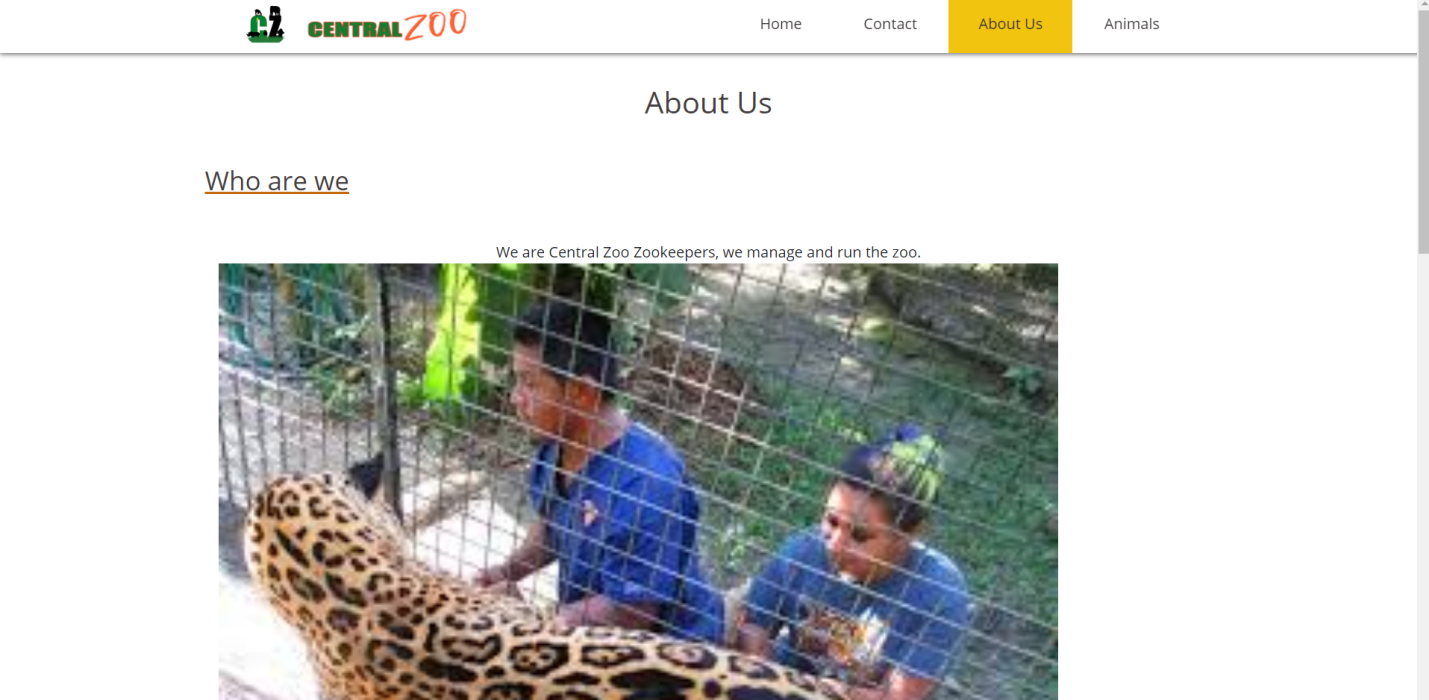 CZ CENTRAL ZOO
Home Contact About Us Animals
About Us
Who are we
We are Central Zoo Zookeepers, we manage and run the zoo.